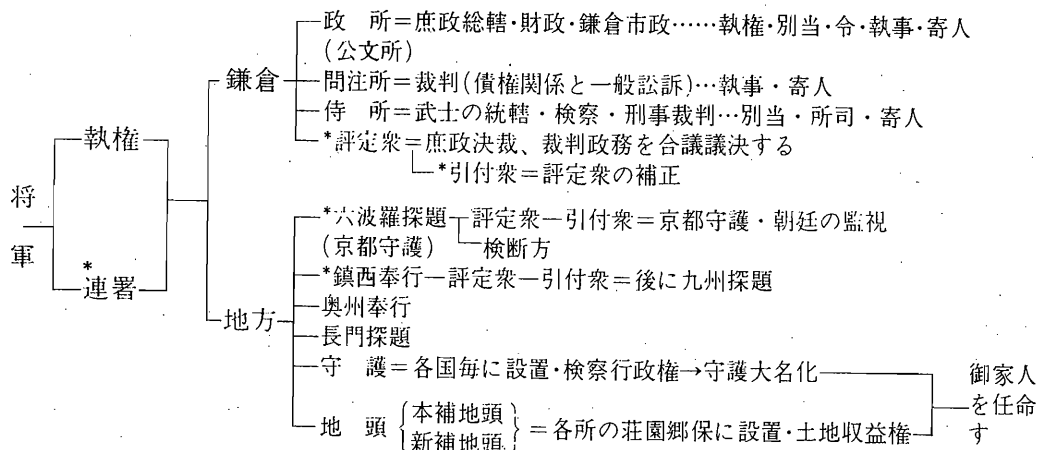 政　所＝庶政総轄・財政・鎌倉市政……執権・別当・令・執事・寄人
(公文所)
鎌倉
問注所＝裁判(債権関係と一般訟訴)…執事・寄人
侍　所＝武士の統轄・検察・刑事裁判…別当・所司・寄人
執権
*評定衆＝庶政決裁、裁判政務を合議議決する
*引付衆＝評定衆の補正
将軍
*六波羅探題
評定衆―引付衆＝京都守護・朝廷の監視
(京都守護)
検断方
*連署
*鎮西奉行―評定衆―引付衆＝後に九州探題
地方
奥州奉行
長門探題
守　護＝各国毎に設置・検察行政権→守護大名化
御家人を任命す
地　頭{本補地頭
新補地頭}＝各所の荘園郷保に設置・土地収益権